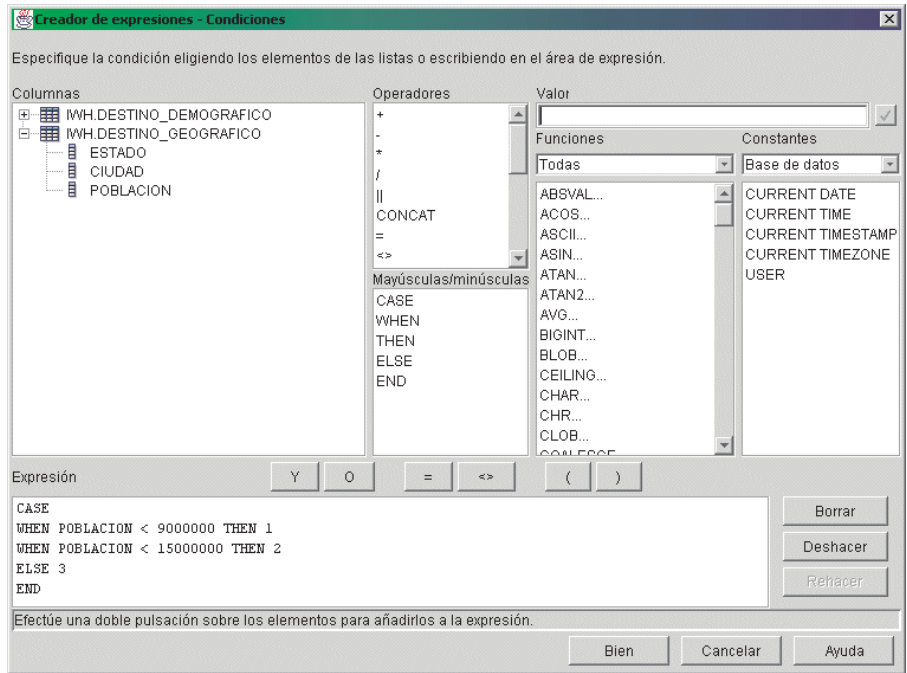 Creador de expresiones - Condiciones
Especifique la condición eligiendo los elementos de las listas o escribiendo en el área de expresión.
Columnas
IWH.DESTINO_DEMOGRAFICO
IWH.DESTINO_GEOGRAFICO
ESTADO
CIUDAD
POBLACION
Operadores
+
-
*
/
||
CONCAT
=
<>
Mayúsculas/minúsculas
CASE
WHEN
THEN
ELSE
END
Valor
Funciones
Todas
ABSVAL...
ACOS...
ASCII...
ASIN...
ATAN...
ATAN2...
AVG...
BIGINT...
BLOB...
CEILING...
CHAR...
CHR...
CLOB...
COALESCE
Constantes
Base de datos
CURRENT DATE
CURRENT TIME
CURRENT TIMESTAMP
CURRENT TIMEZONE
USER
Expresión
Y O = <> ( )
CASE
WHEN POBLACION < 9000000 THEN 1
WHEN POBLACION < 15000000 THEN 2
ELSE 3
END
Borrar
Deshacer
Rehacer
Efectúe una doble pulsación sobre los elementos para añadirlos a la expresión.
Bien Cancelar Ayuda